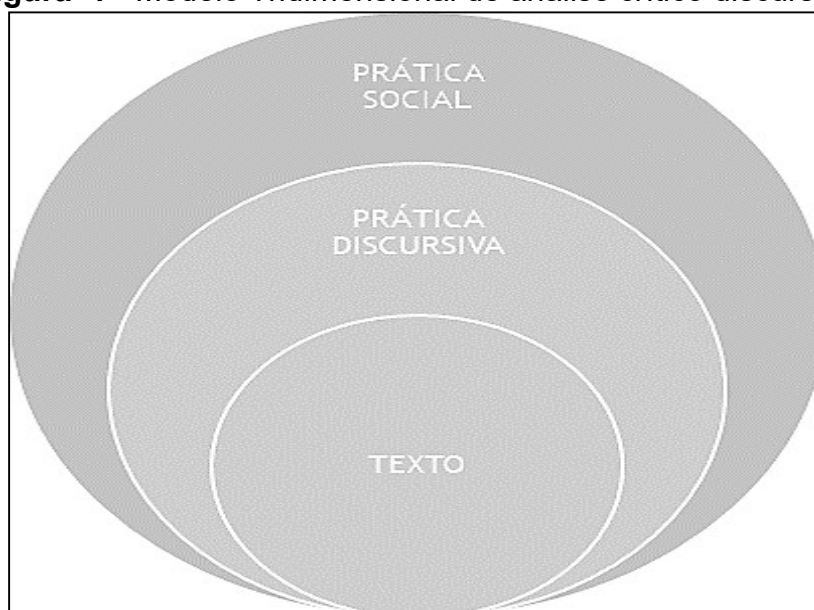 Modelo Tridimensional de análise crítico
PRÁTICA
SOCIAL
PRÁTICA
DISCURSIVA
TEXTO